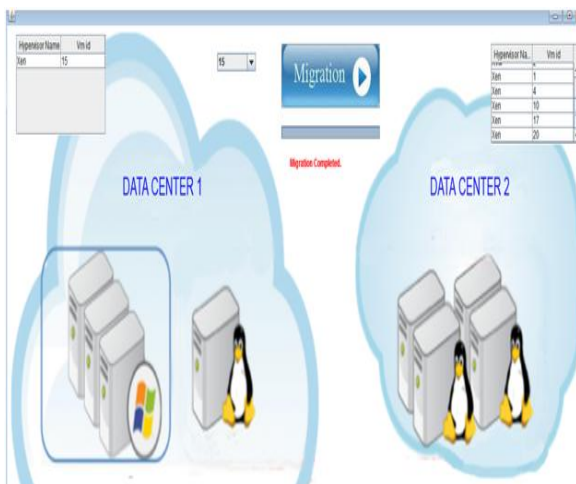 Hypervisor Name Vm id
Xen 15
15
Migration
Migration Completed.
Hypervisor Na... Vm id
Xen 1
Xen 4
Xen 10
Xen 17
Xen 20
DATA CENTER 1
DATA CENTER 2